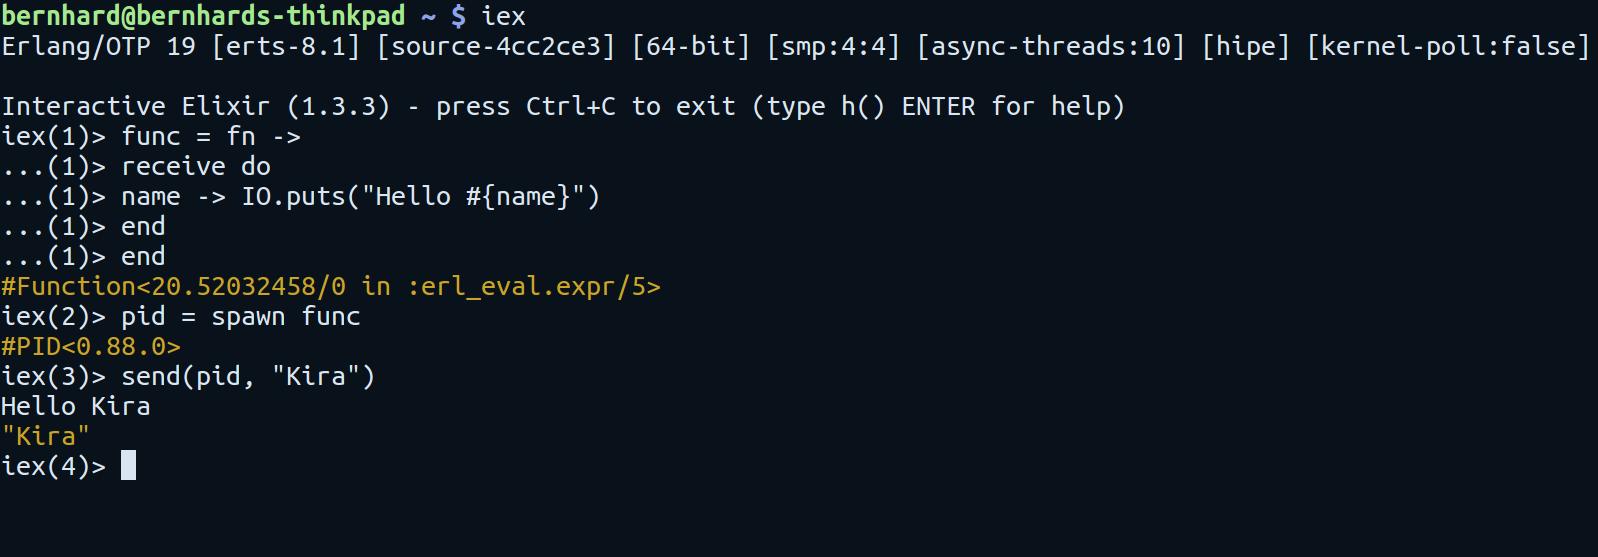 bernhard@bernhards-thinkpad ~ $ iex
Erlang/OTP 19 [erts-8.1] [source-4cc2ce3] [64-bit] [smp:4:4] [async-threads:10] [hipe] [kernel-poll:false]
Interactive Elixir (1.3.3) - press Ctrl+C to exit (type h() ENTER for help)
iex(1)> func = fn ->
...(1)> receive do
...(1)> name -> IO.puts("Hello #{name}")
...(1)> end
...(1)> end
#Function<20.52032458/0 in :erl_eval.expr/5>
iex(2)> pid = spawn func
#PID<0.88.0>
iex(3)> send(pid, "Kira")
Hello Kira
"Kira"
iex(4)>